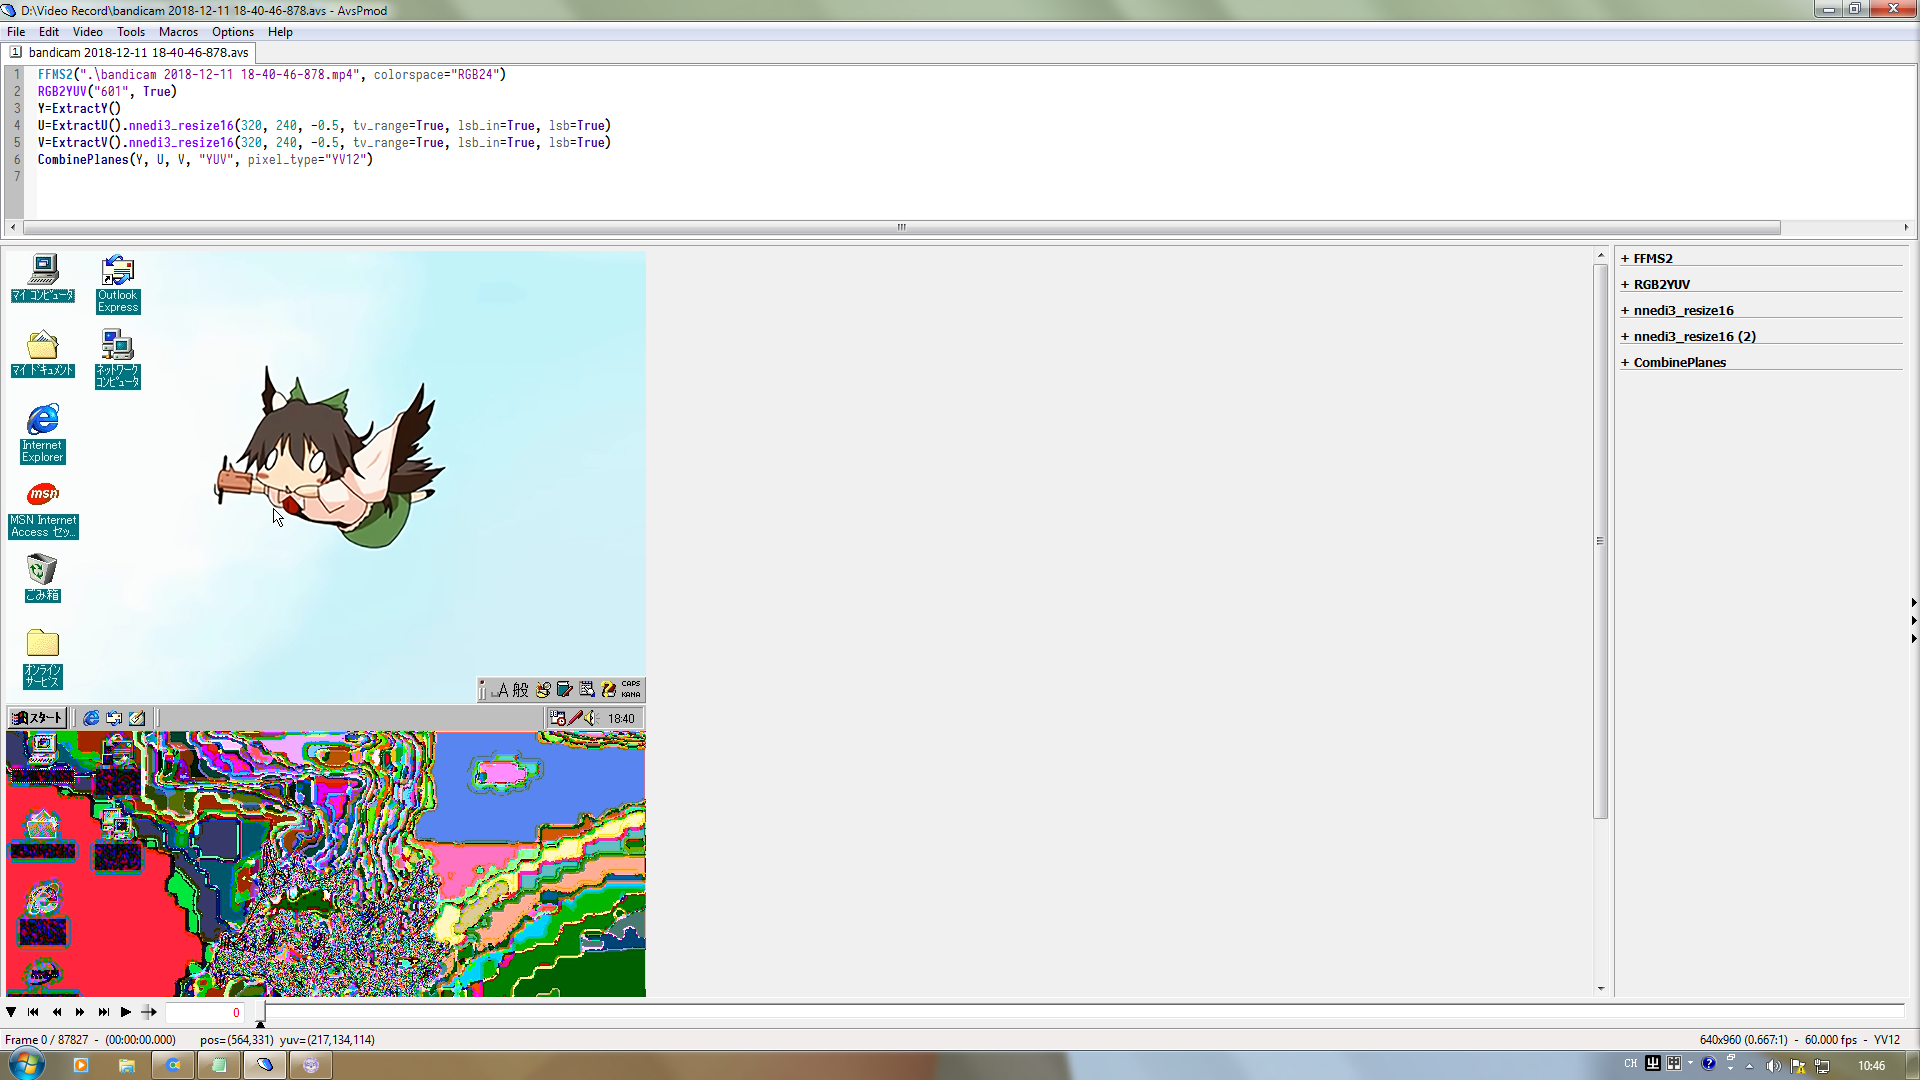 D:\Video Record\bandicam 2018-12-11 18-40-46-878.avs - AvsPmod
File Edit Video Tools Macros Options Help
1 bandicam 2018-12-11 18-40-46-878.avs
1 FFMS2(".\bandicam 2018-12-11 18-40-46-878.mp4", colorspace="RGB24")
2 RGB2YUV("601", True)
3 Y=ExtractY()
4 U=ExtractU().nnedi3_resize16(320, 240, -0.5, tv_range=True, lsb_in=True, lsb=True)
5 V=ExtractV().nnedi3_resize16(320, 240, -0.5, tv_range=True, lsb_in=True, lsb=True)
6 CombinePlanes(Y, U, V, "YUV", pixel_type="YV12")
7
マイ コンピュータ
Outlook
Express
マイ ドキュメント
ネットワーク
コンピュータ
Internet
Explorer
msn
MSN Internet
Access セッ...
ごみ箱
オンライン
サービス
A 般
CAPS
KANA
スタート
18:40
+ FFMS2
+ RGB2YUV
+ nnedi3_resize16
+ nnedi3_resize16 (2)
+ CombinePlanes
0
Frame 0 / 87827 - (00:00:00.000) pos=(564,331) yuv=(217,134,114)
640x960 (0.667:1) - 60.000 fps - YV12
CH
10:46